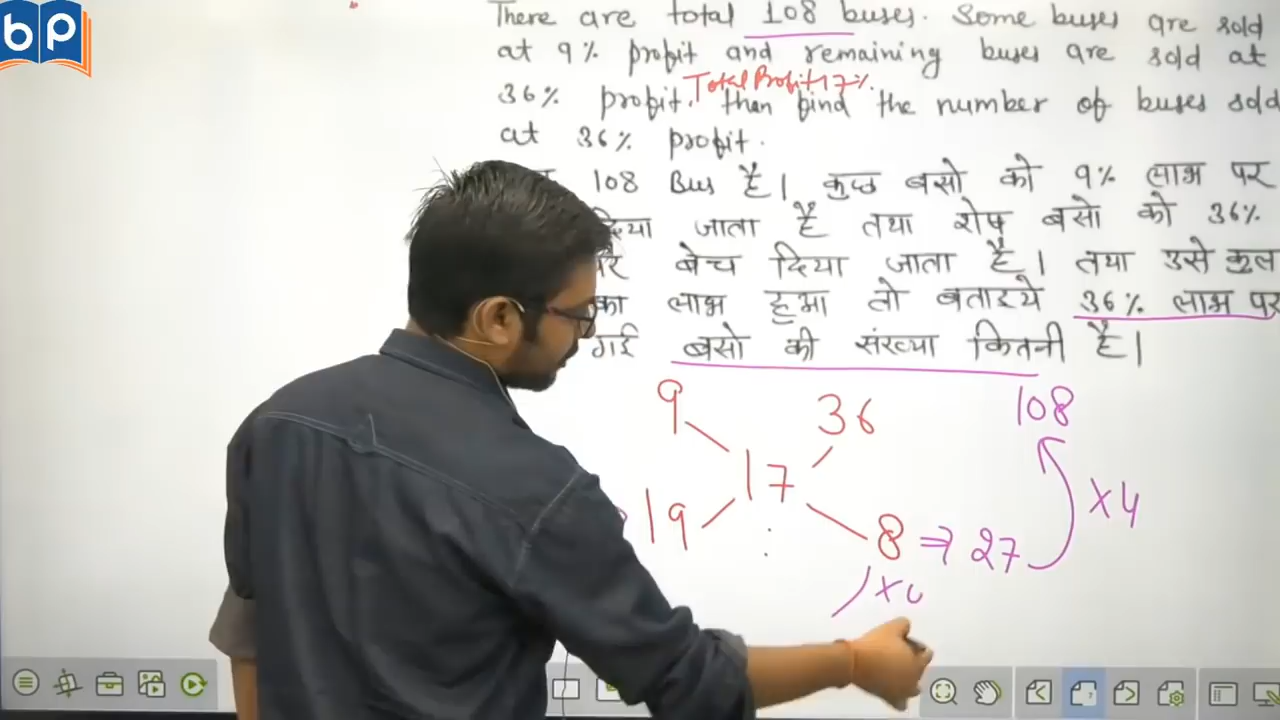 bp
There are total 108 buses. Some buses are sold
at 9% profit and remaining buses are sold at
Total Profit 17%
36% profit. then find the number of buses sold
at 36% profit.
108 Bus है। कुछ बसो को 9% लाभ पर
दिया जाता है तथा शेष बसो को 36%
बेच दिया जाता है। तथा उसे कुल
का लाभ हुआ तो बताइये 36% लाभ पर
गई बसो की संख्या कितनी है।
9 36 108
17
19 8 ⇒ 27 ×4
×